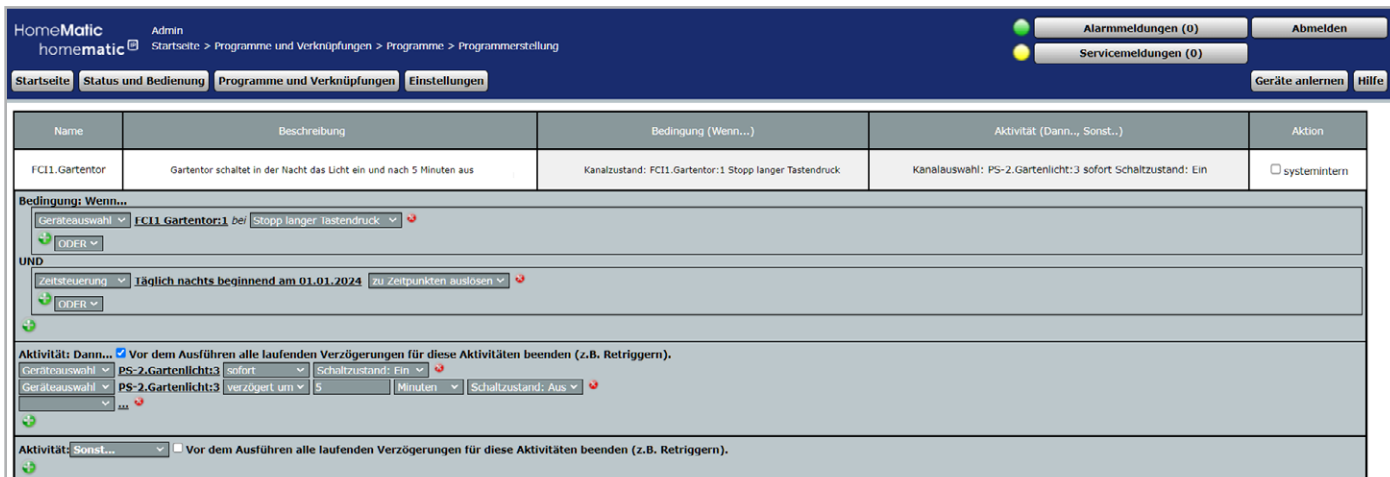 HomeMatic
homematic IP
Admin
Startseite > Programme und Verknüpfungen > Programme > Programmerstellung
Alarmmeldungen (0)
Abmelden
Servicemeldungen (0)
Startseite Status und Bedienung Programme und Verknüpfungen Einstellungen Geräte anlernen Hilfe
Name Beschreibung Bedingung (Wenn...) Aktivität (Dann.., Sonst..) Aktion
FCI1.Gartentor Gartentor schaltet in der Nacht das Licht ein und nach 5 Minuten aus Kanalzustand: FCI1.Gartentor:1 Stopp langer Tastendruck Kanalauswahl: PS-2.Gartenlicht:3 sofort Schaltzustand: Ein systemintern
Bedingung: Wenn...
Geräteauswahl FCI1 Gartentor:1 bei Stopp langer Tastendruck
ODER
UND
Zeitsteuerung Täglich nachts beginnend am 01.01.2024 zu Zeitpunkten auslösen
ODER
Aktivität: Dann... Vor dem Ausführen alle laufenden Verzögerungen für diese Aktivitäten beenden (z.B. Retriggern).
Geräteauswahl PS-2.Gartenlicht:3 sofort Schaltzustand: Ein
Geräteauswahl PS-2.Gartenlicht:3 verzögert um 5 Minuten Schaltzustand: Aus
...
Aktivität: Sonst... Vor dem Ausführen alle laufenden Verzögerungen für diese Aktivitäten beenden (z.B. Retriggern).